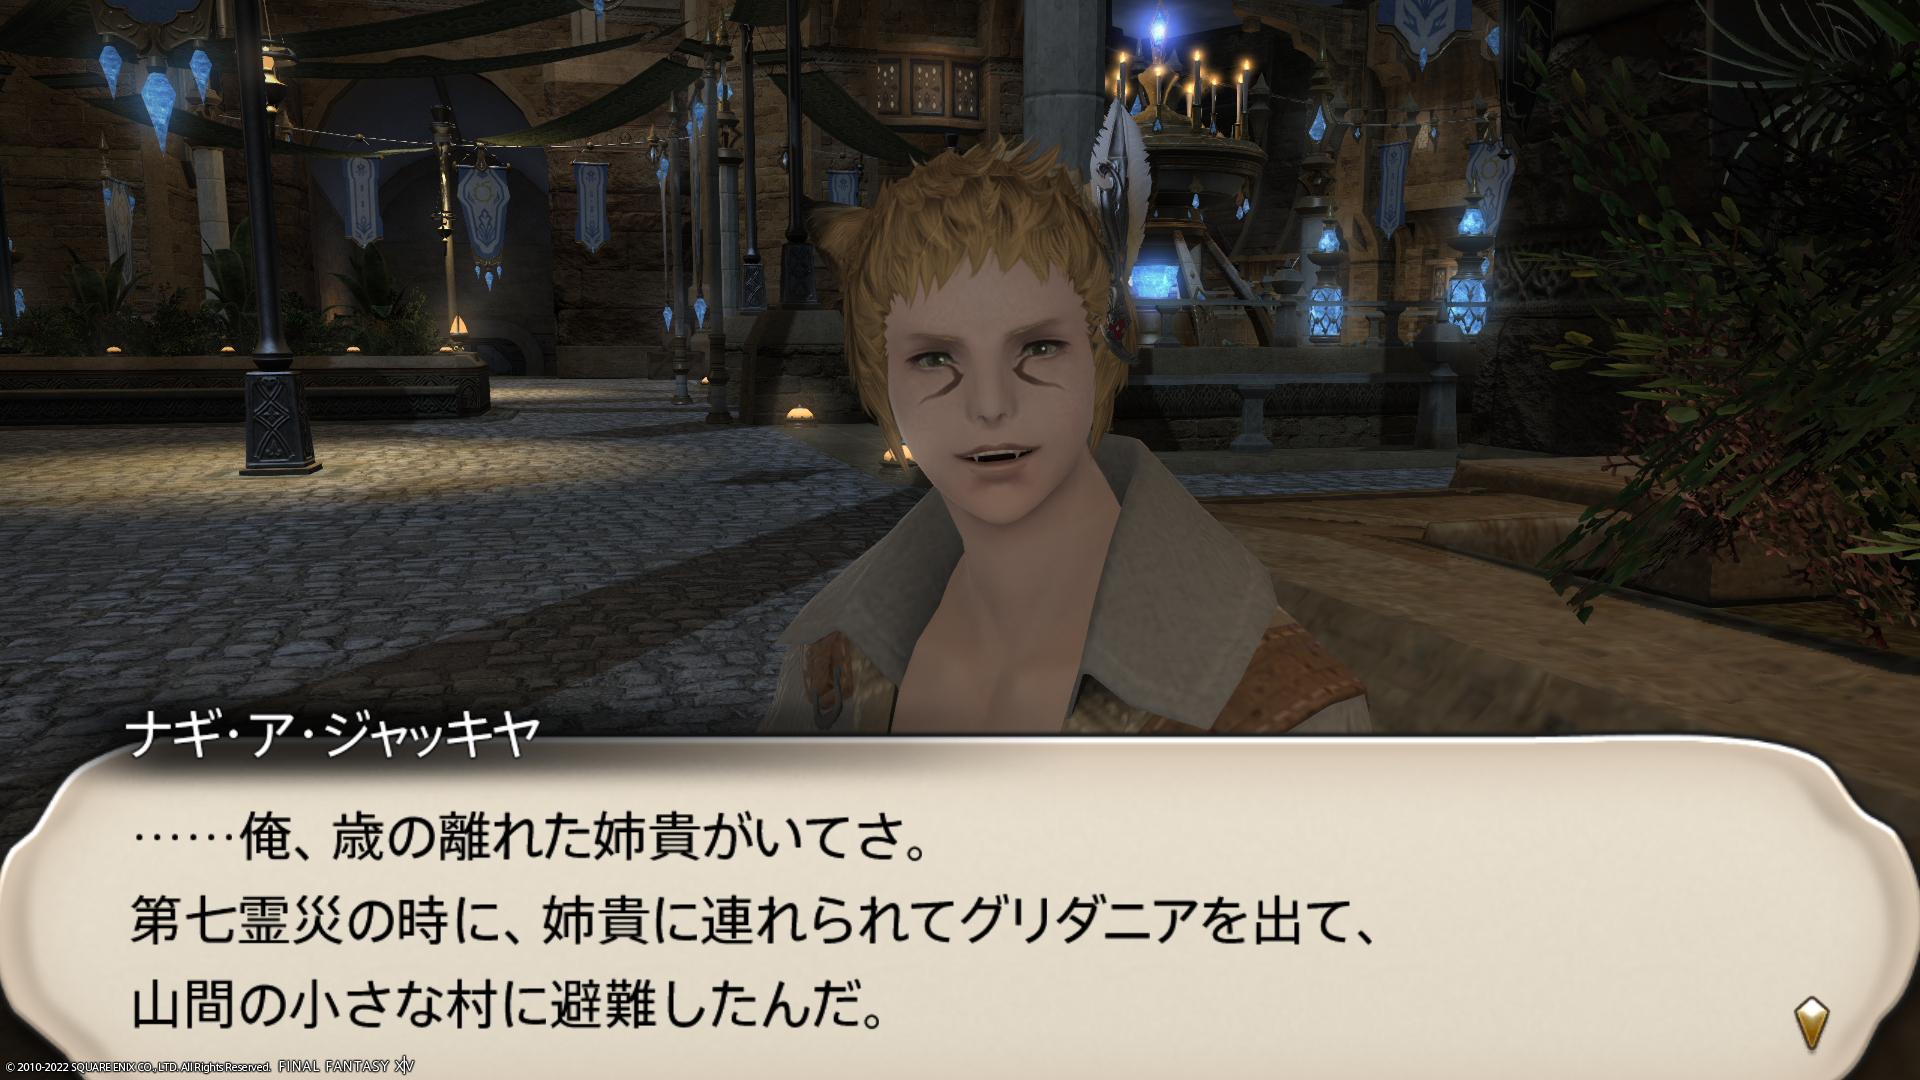 ナギ・ア・ジャッキヤ
……俺、歳の離れた姉貴がいてさ。
第七霊災の時に、姉貴に連れられてグリダニアを出て、
山間の小さな村に避難したんだ。
© 2010-2022 SQUARE ENIX CO., LTD. All Rights Reserved. FINAL FANTASY XIV